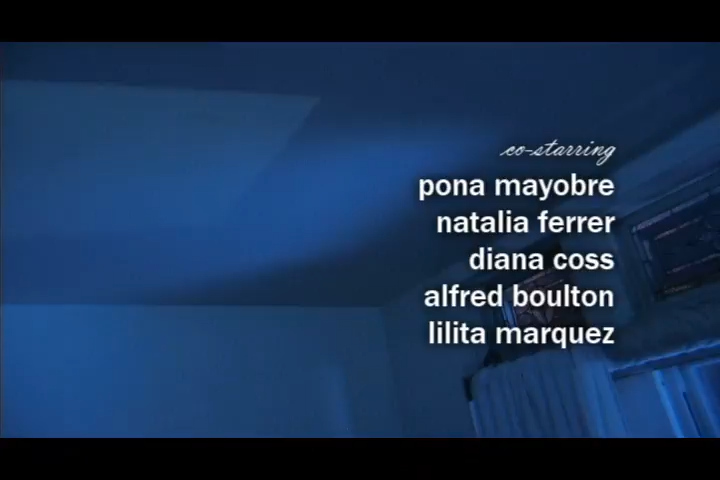 co-starring
pona mayobre
natalia ferrer
diana coss
alfred boulton
lilita marquez